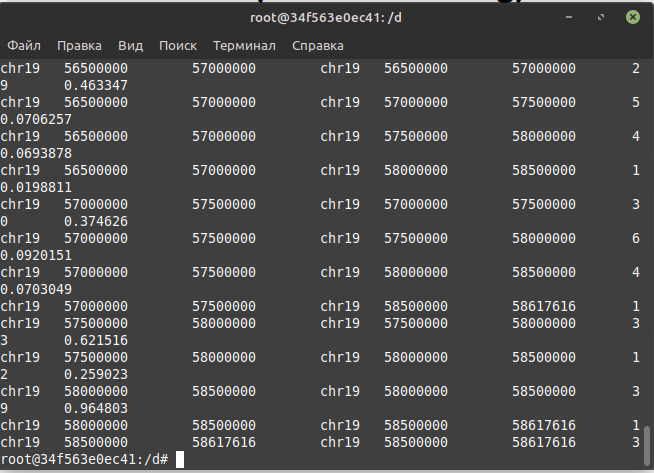 root@34f563e0ec41: /d
Файл Правка Вид Поиск Терминал Справка
chr19 56500000 57000000 chr19 56500000 57000000 2
9 0.463347
chr19 56500000 57000000 chr19 57000000 57500000 5
0.0706257
chr19 56500000 57000000 chr19 57500000 58000000 4
0.0693878
chr19 56500000 57000000 chr19 58000000 58500000 1
0.0198811
chr19 57000000 57500000 chr19 57000000 57500000 3
0 0.374626
chr19 57000000 57500000 chr19 57500000 58000000 6
0.0920151
chr19 57000000 57500000 chr19 58000000 58500000 4
0.0703049
chr19 57000000 57500000 chr19 58500000 58617616 1
chr19 57500000 58000000 chr19 57500000 58000000 3
3 0.621516
chr19 57500000 58000000 chr19 58000000 58500000 1
2 0.259023
chr19 58000000 58500000 chr19 58000000 58500000 3
9 0.964803
chr19 58000000 58500000 chr19 58500000 58617616 1
chr19 58500000 58617616 chr19 58500000 58617616 3
root@34f563e0ec41:/d#